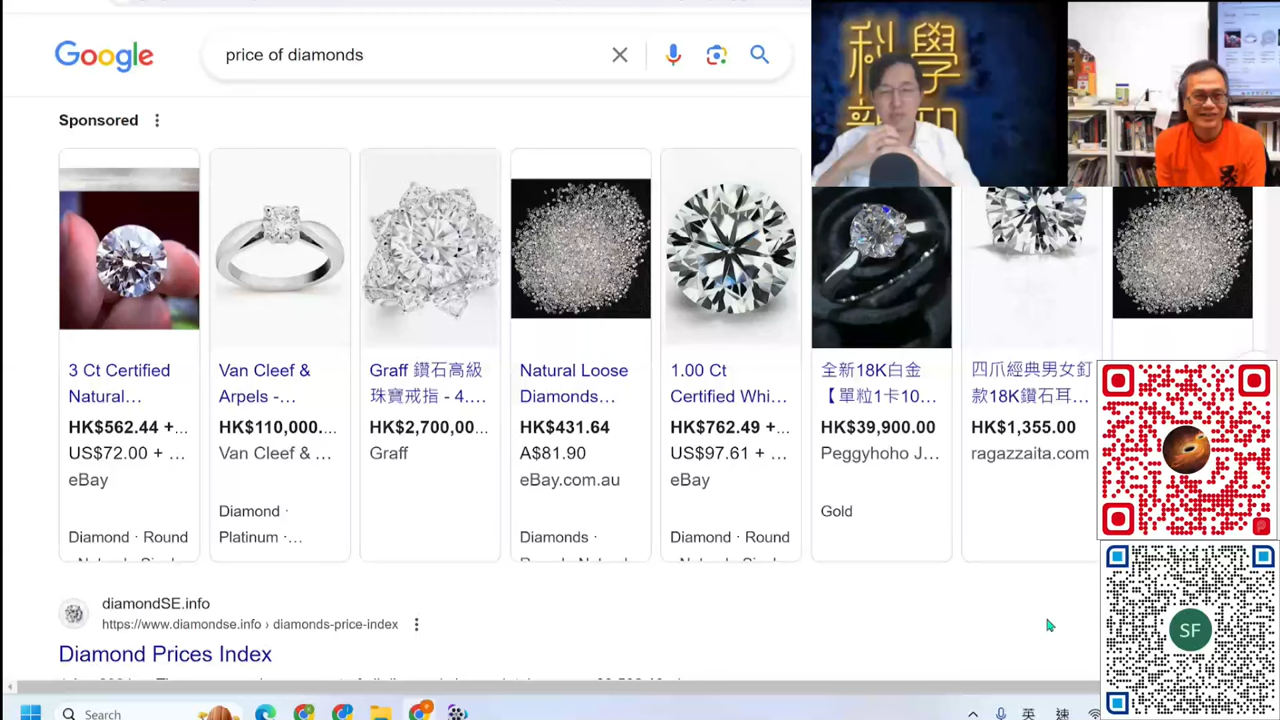 Google
price of diamonds
科學
新知
Sponsored
3 Ct Certified
Natural...
HK$562.44 +...
US$72.00 + ...
eBay
Diamond · Round
Van Cleef &
Arpels -...
HK$110,000....
Van Cleef & ...
Diamond ·
Platinum ·...
Graff 鑽石高級
珠寶戒指 - 4...
HK$2,700,00...
Graff
Natural Loose
Diamonds...
HK$431.64
A$81.90
eBay.com.au
Diamonds ·
1.00 Ct
Certified Whi...
HK$762.49 +...
US$97.61 + ...
eBay
Diamond · Round
全新18K白金
【單粒1卡10...
HK$39,900.00
Peggyhoho J...
Gold
四爪經典男女釘
款18K鑽石耳...
HK$1,355.00
ragazzaita.com
diamondSE.info
https://www.diamondse.info › diamonds-price-index
Diamond Prices Index
SF
Search
英
速